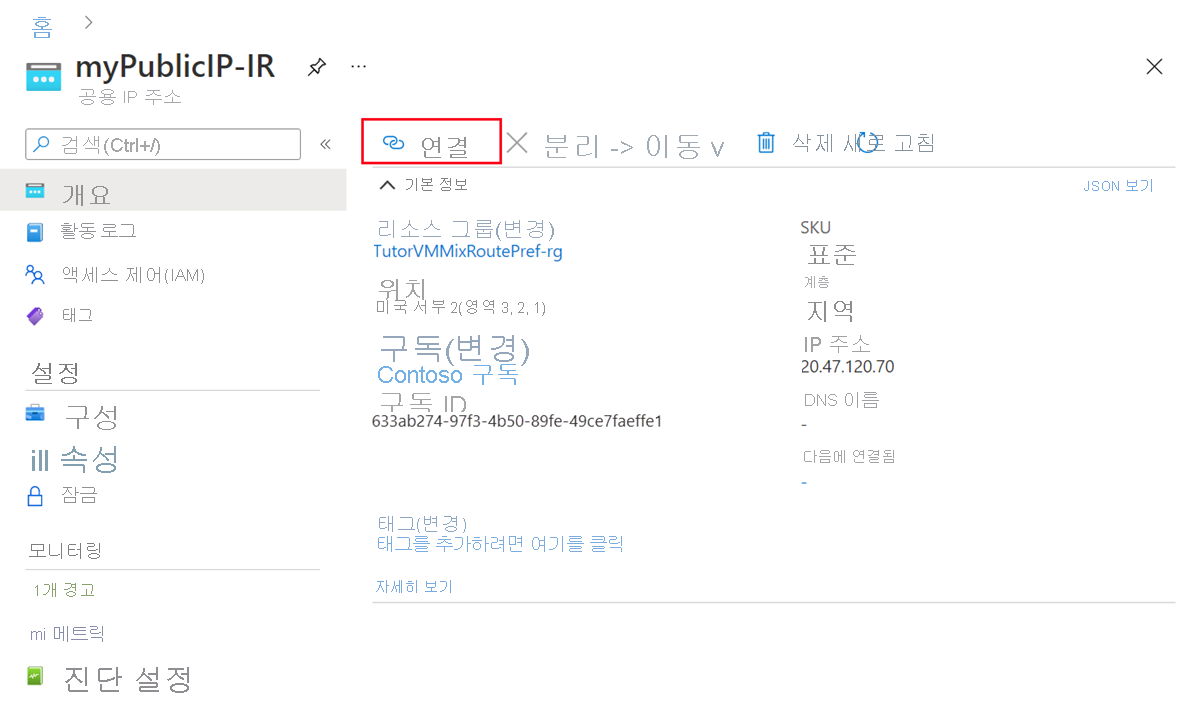 홈
myPublicIP-IR ...
공용 IP 주소
검색(Ctrl+/) «
개요
활동 로그
액세스 제어(IAM)
태그
설정
구성
ill 속성
잠금
모니터링
1개 경고
mi 메트릭
진단 설정
연결 분리 -> 이동 v 삭제 새로 고침
기본 정보
JSON 보기
리소스 그룹(변경)
TutorVMMixRoutePref-rg
위치
미국 서부 2(영역 3, 2, 1)
구독(변경)
Contoso 구독
구독 ID
633ab274-97f3-4b50-89fe-49ce7faeffe1
SKU
표준
계층
지역
IP 주소
20.47.120.70
DNS 이름
-
다음에 연결됨
-
태그(변경)
태그를 추가하려면 여기를 클릭
자세히 보기